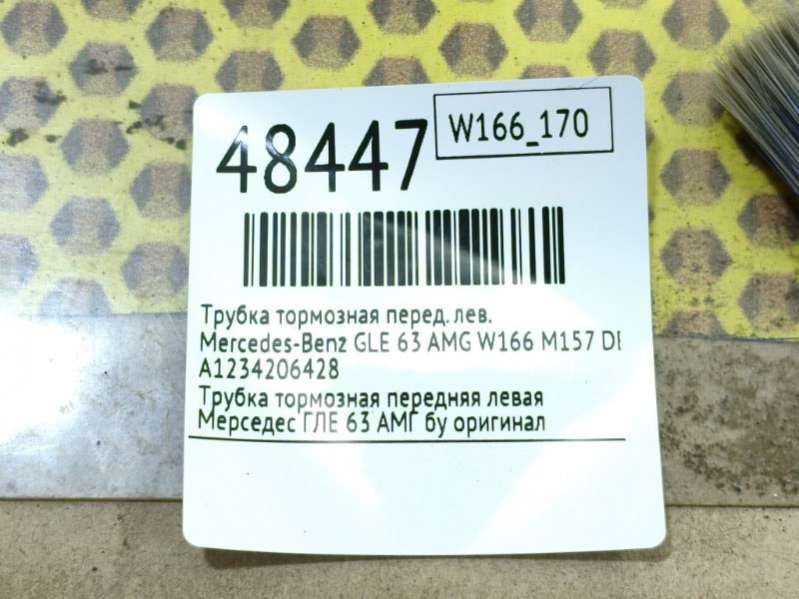 48447
W166_170
Трубка тормозная перед. лев.
Mercedes-Benz GLE 63 AMG W166 M157 DE
A1234206428
Трубка тормозная передняя левая
Мерседес ГЛЕ 63 АМГ бу оригинал